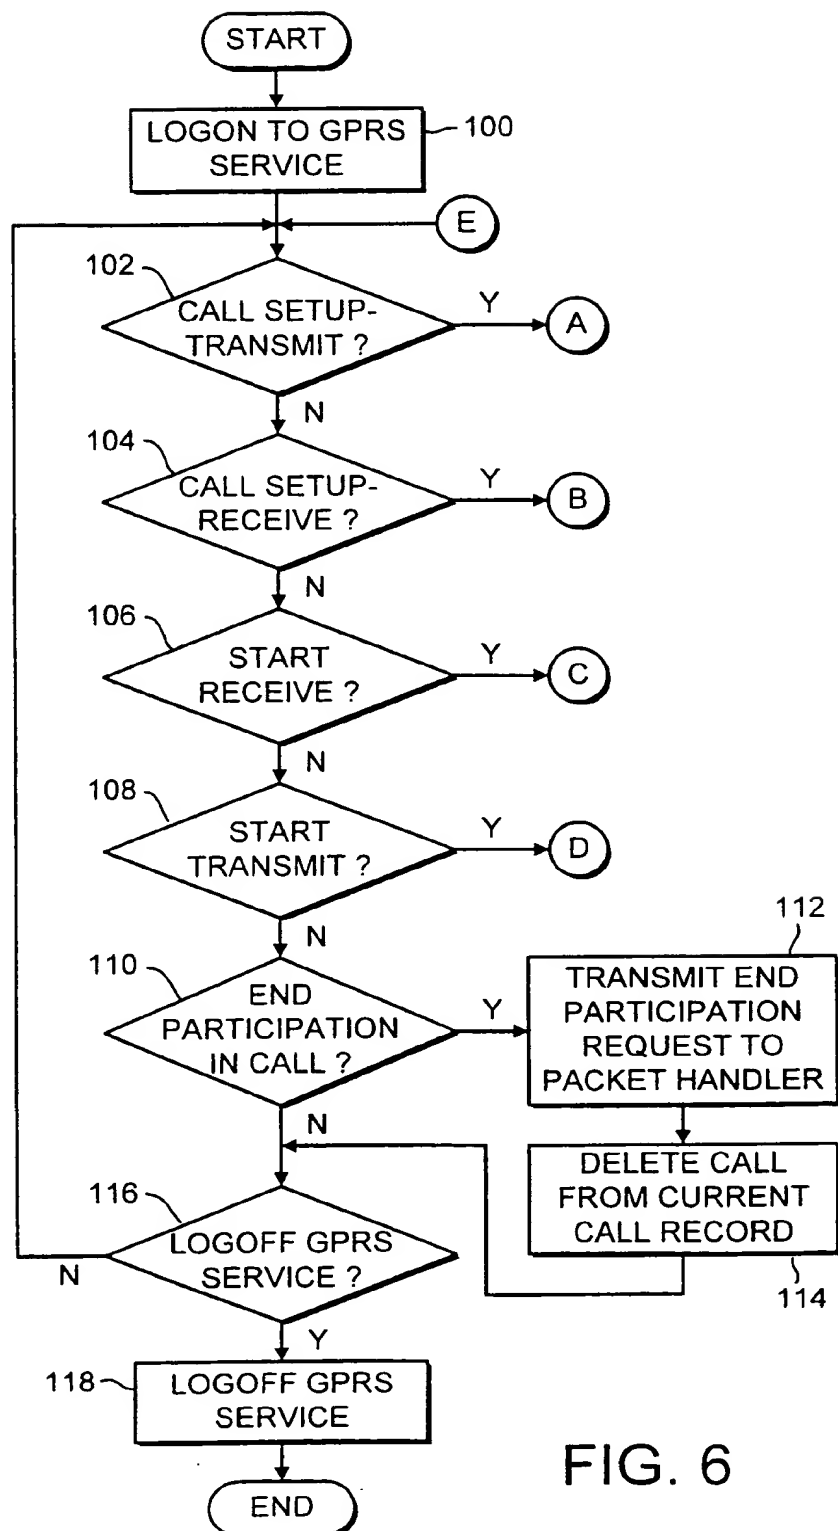 START
LOGON TO GPRS
SERVICE
100
E
102
CALL SETUP-
TRANSMIT ?
Y
A
N
104
CALL SETUP-
RECEIVE ?
Y
B
N
106
START
RECEIVE ?
Y
C
N
108
START
TRANSMIT ?
Y
D
N
110
END
PARTICIPATION
IN CALL ?
Y
112
TRANSMIT END
PARTICIPATION
REQUEST TO
PACKET HANDLER
N
DELETE CALL
FROM CURRENT
CALL RECORD
114
116
LOGOFF GPRS
SERVICE ?
N
Y
118
LOGOFF GPRS
SERVICE
END
FIG. 6